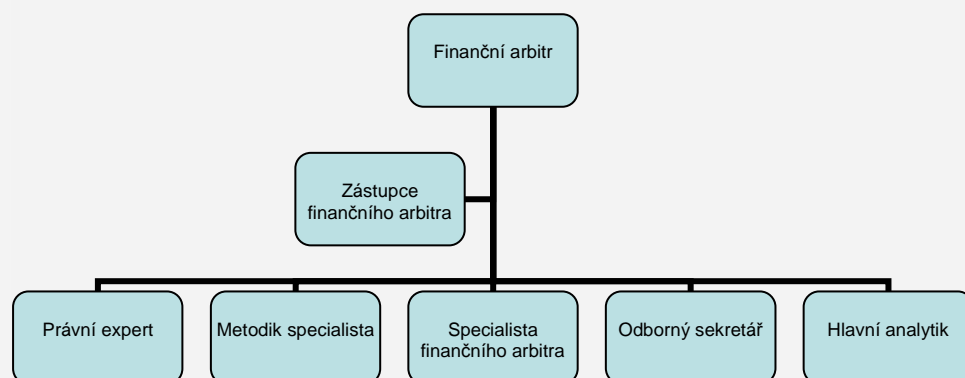 Finanční arbitr
Zástupce
finančního arbitra
Právní expert
Metodik specialista
Specialista
finančního arbitra
Odborný sekretář
Hlavní analytik